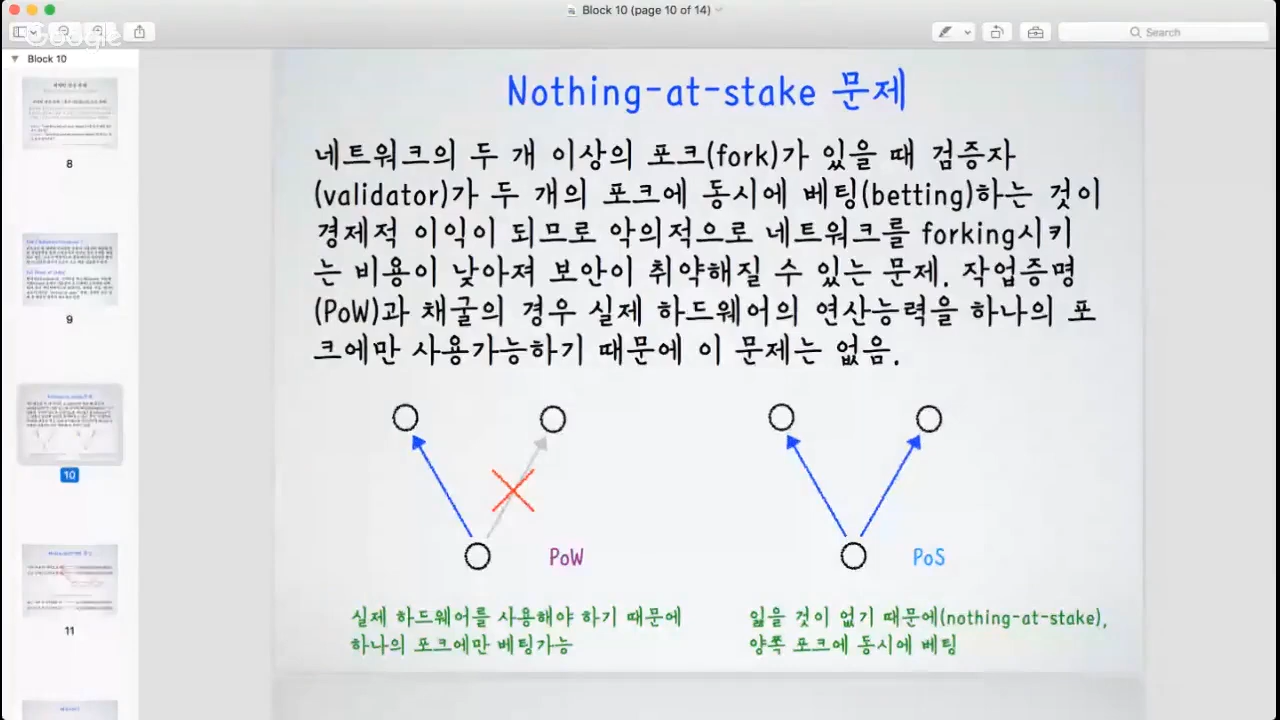 Block 10 (page 10 of 14)
Google
Search
Block 10
8
9
10
11
Nothing-at-stake 문제
네트워크의 두 개 이상의 포크(fork)가 있을 때 검증자
(validator)가 두 개의 포크에 동시에 베팅(betting)하는 것이
경제적 이익이 되므로 악의적으로 네트워크를 forking시키
는 비용이 낮아져 보안이 취약해질 수 있는 문제. 작업증명
(PoW)과 채굴의 경우 실제 하드웨어의 연산능력을 하나의 포
크에만 사용가능하기 때문에 이 문제는 없음.
PoW
PoS
실제 하드웨어를 사용해야 하기 때문에
하나의 포크에만 베팅가능
잃을 것이 없기 때문에(nothing-at-stake),
양쪽 포크에 동시에 베팅